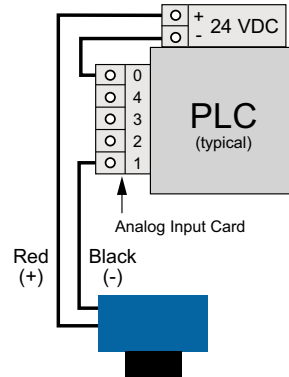 +
24 VDC
-
0
4
3
2
1
PLC
(typical)
Analog Input Card
Red
(+)
Black
(-)